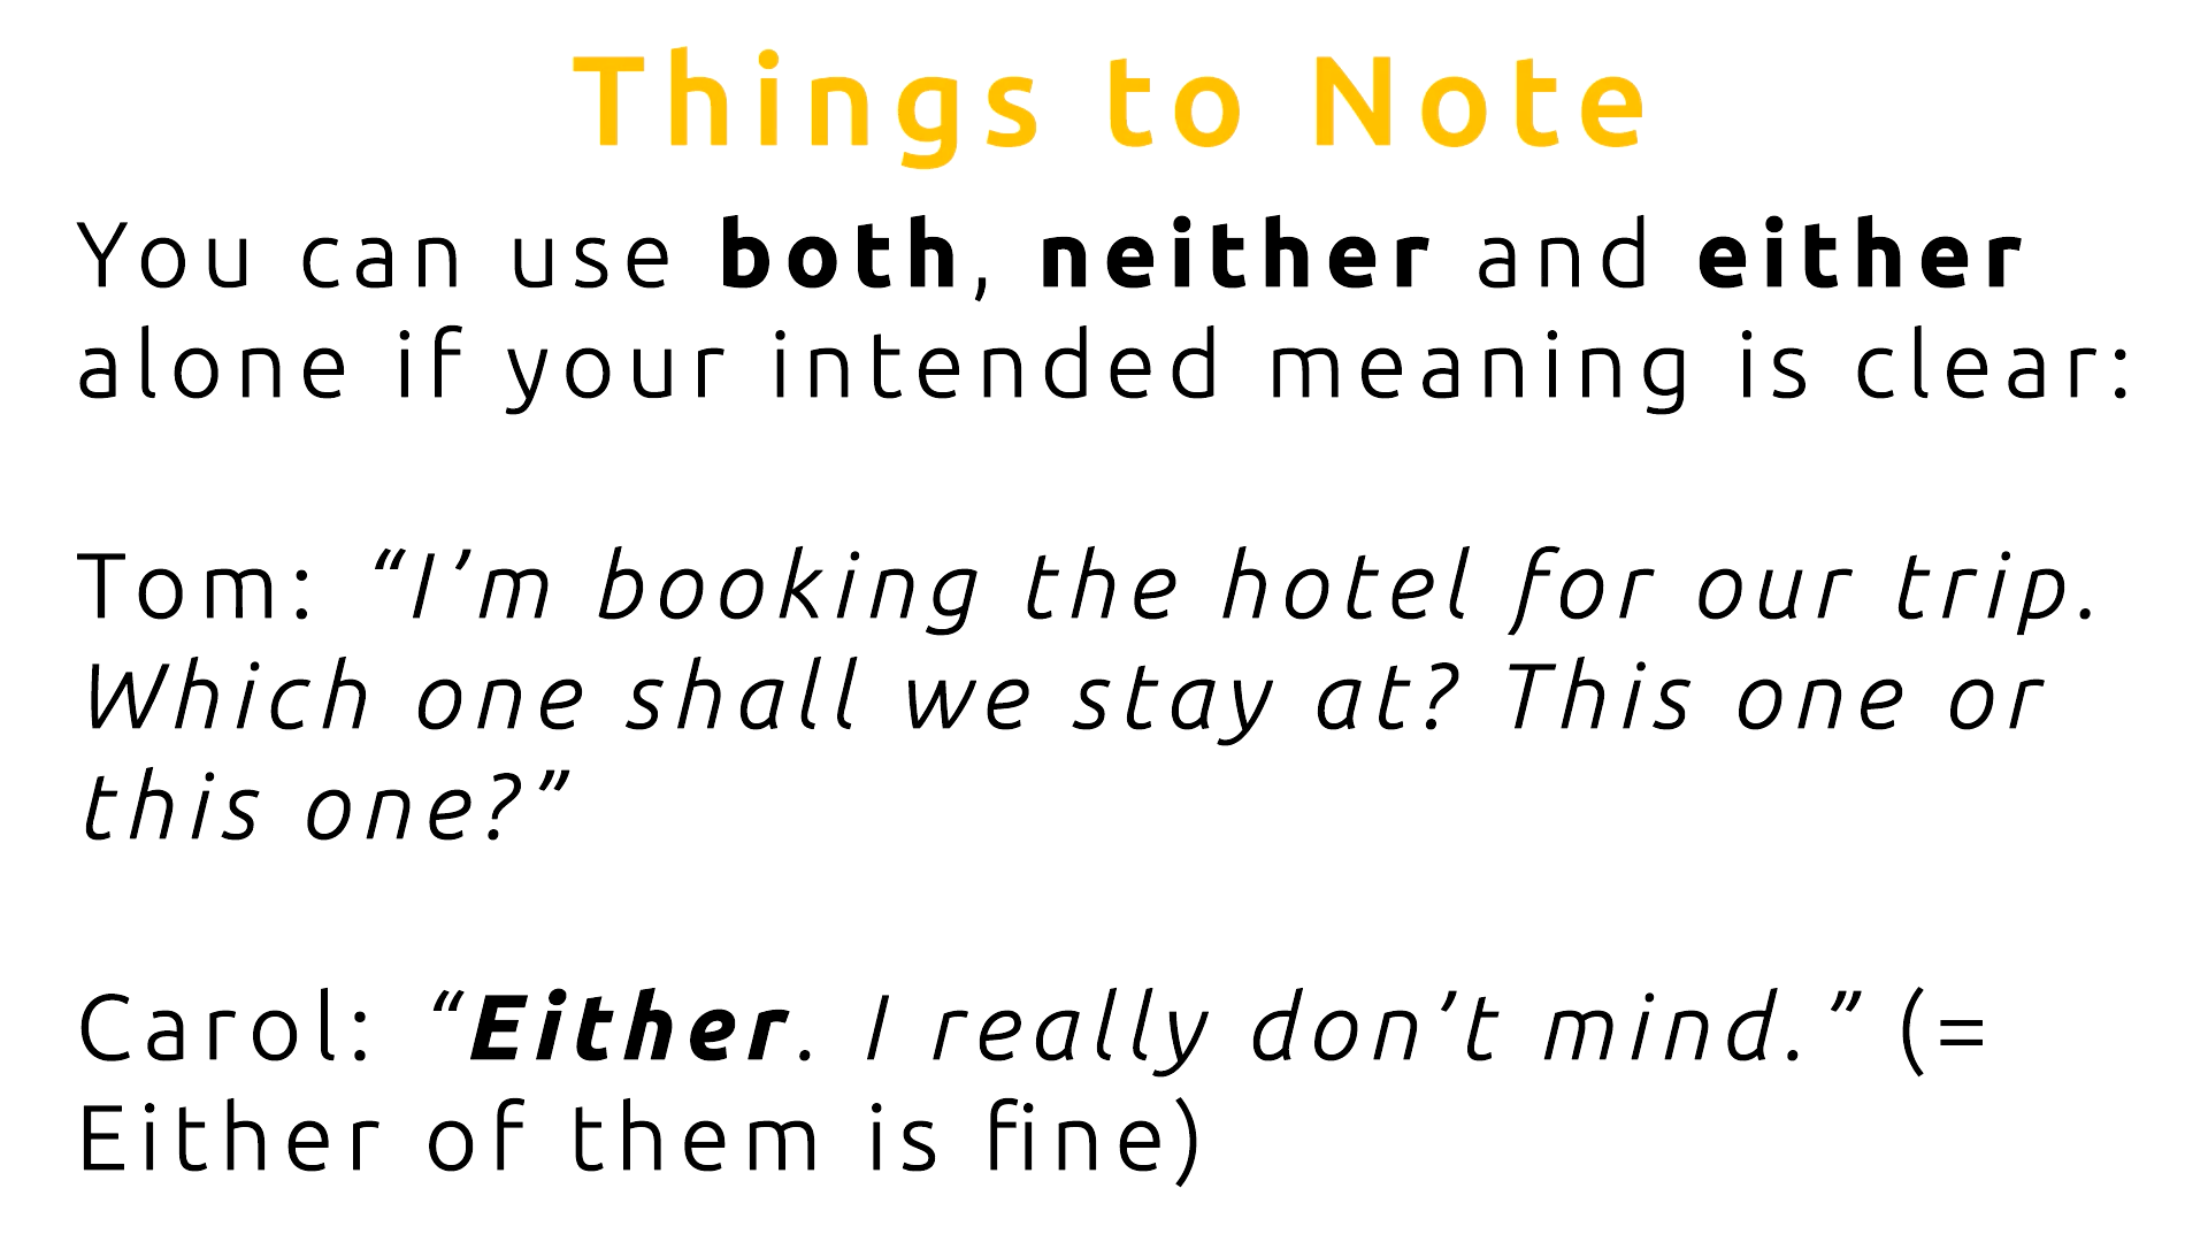 Things to Note
You can use both, neither and either
alone if your intended meaning is clear:
Tom: “I’m booking the hotel for our trip.
Which one shall we stay at? This one or
this one?”
Carol: “Either. I really don’t mind.” (=
Either of them is fine)